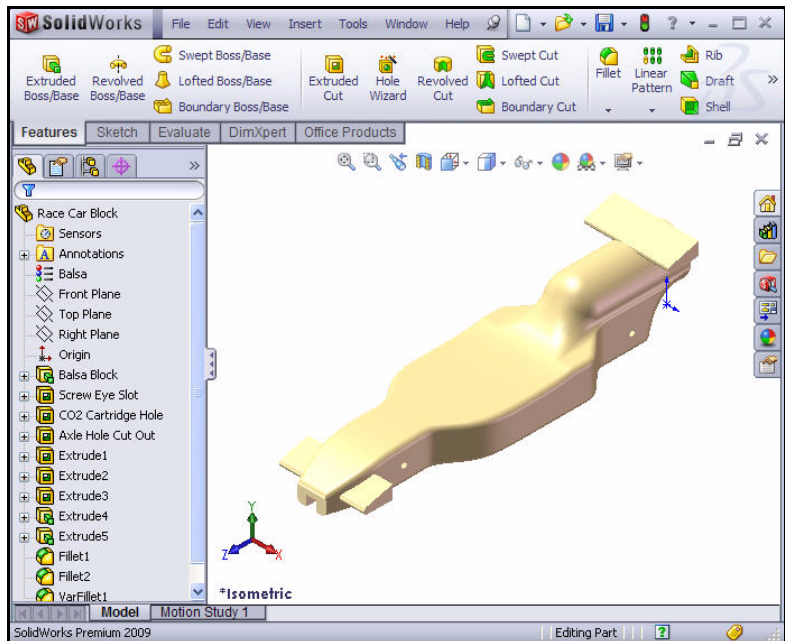 SolidWorks File Edit View Insert Tools Window Help
Extruded Boss/Base
Revolved Boss/Base
Swept Boss/Base
Lofted Boss/Base
Boundary Boss/Base
Extruded Cut
Hole Wizard
Revolved Cut
Swept Cut
Lofted Cut
Boundary Cut
Fillet
Linear Pattern
Rib
Draft
Shell
Features Sketch Evaluate DimXpert Office Products
Race Car Block
Sensors
Annotations
Balsa
Front Plane
Top Plane
Right Plane
Origin
Balsa Block
Screw Eye Slot
CO2 Cartridge Hole
Axle Hole Cut Out
Extrude1
Extrude2
Extrude3
Extrude4
Extrude5
Fillet1
Fillet2
VarFillet1
Y
Z
X
*Isometric
Model Motion Study 1
SolidWorks Premium 2009 Editing Part